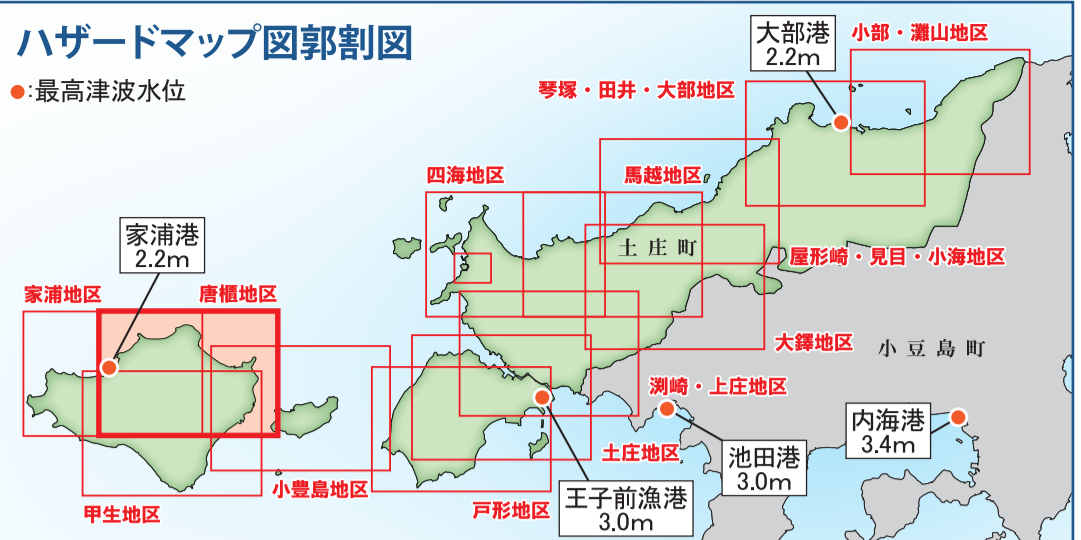 ハザードマップ図郭割図
●:最高津波水位
大部港
2.2m
小部・灘山地区
琴塚・田井・大部地区
四海地区
馬越地区
土庄町
屋形崎・見目・小海地区
家浦港
2.2m
家浦地区
唐櫃地区
大鐸地区
小豆島町
渕崎・上庄地区
土庄地区
池田港
3.0m
内海港
3.4m
小豊島地区
戸形地区
王子前漁港
3.0m
甲生地区